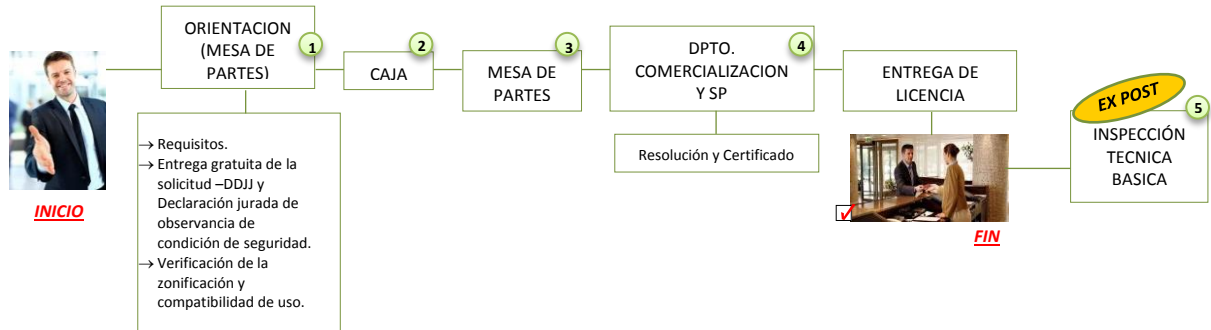 INICIO
ORIENTACION
(MESA DE
PARTES)
1
→ Requisitos.
→ Entrega gratuita de la
solicitud –DDJJ y
Declaración jurada de
observancia de
condición de seguridad.
→ Verificación de la
zonificación y
compatibilidad de uso.
2
CAJA
3
MESA DE
PARTES
4
DPTO.
COMERCIALIZACION
Y SP
Resolución y Certificado
ENTREGA DE
LICENCIA
FIN
EX POST
5
INSPECCIÓN
TECNICA
BASICA